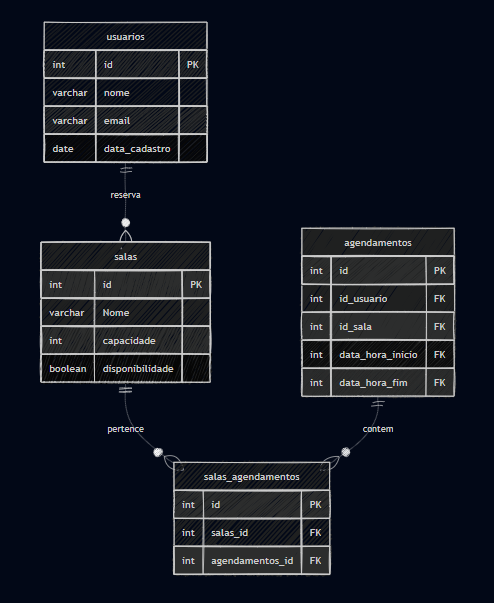 usuarios
int id PK
varchar nome
varchar email
date data_cadastro
reserva
salas
int id PK
varchar Nome
int capacidade
boolean disponibilidade
agendamentos
int id PK
int id_usuario FK
int id_sala FK
int data_hora_inicio FK
int data_hora_fim FK
pertence
contem
salas_agendamentos
int id PK
int salas_id FK
int agendamentos_id FK